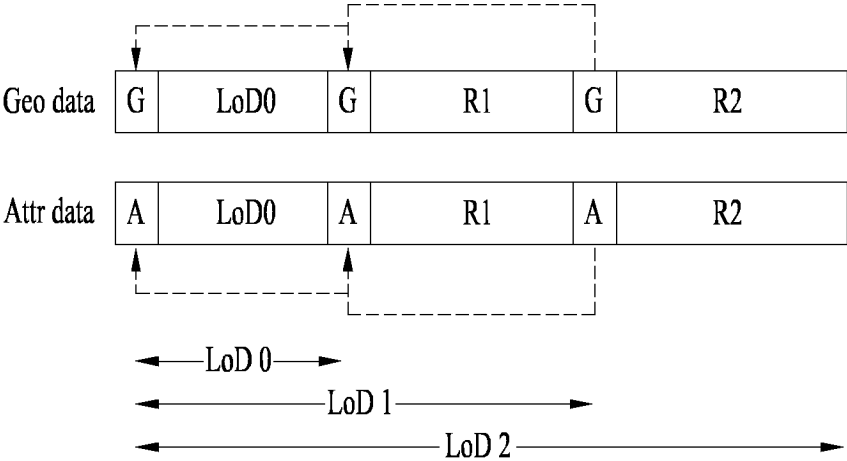 Geo data G LoD0 G R1 G R2
Attr data A LoD0 A R1 A R2
LoD 0
LoD 1
LoD 2